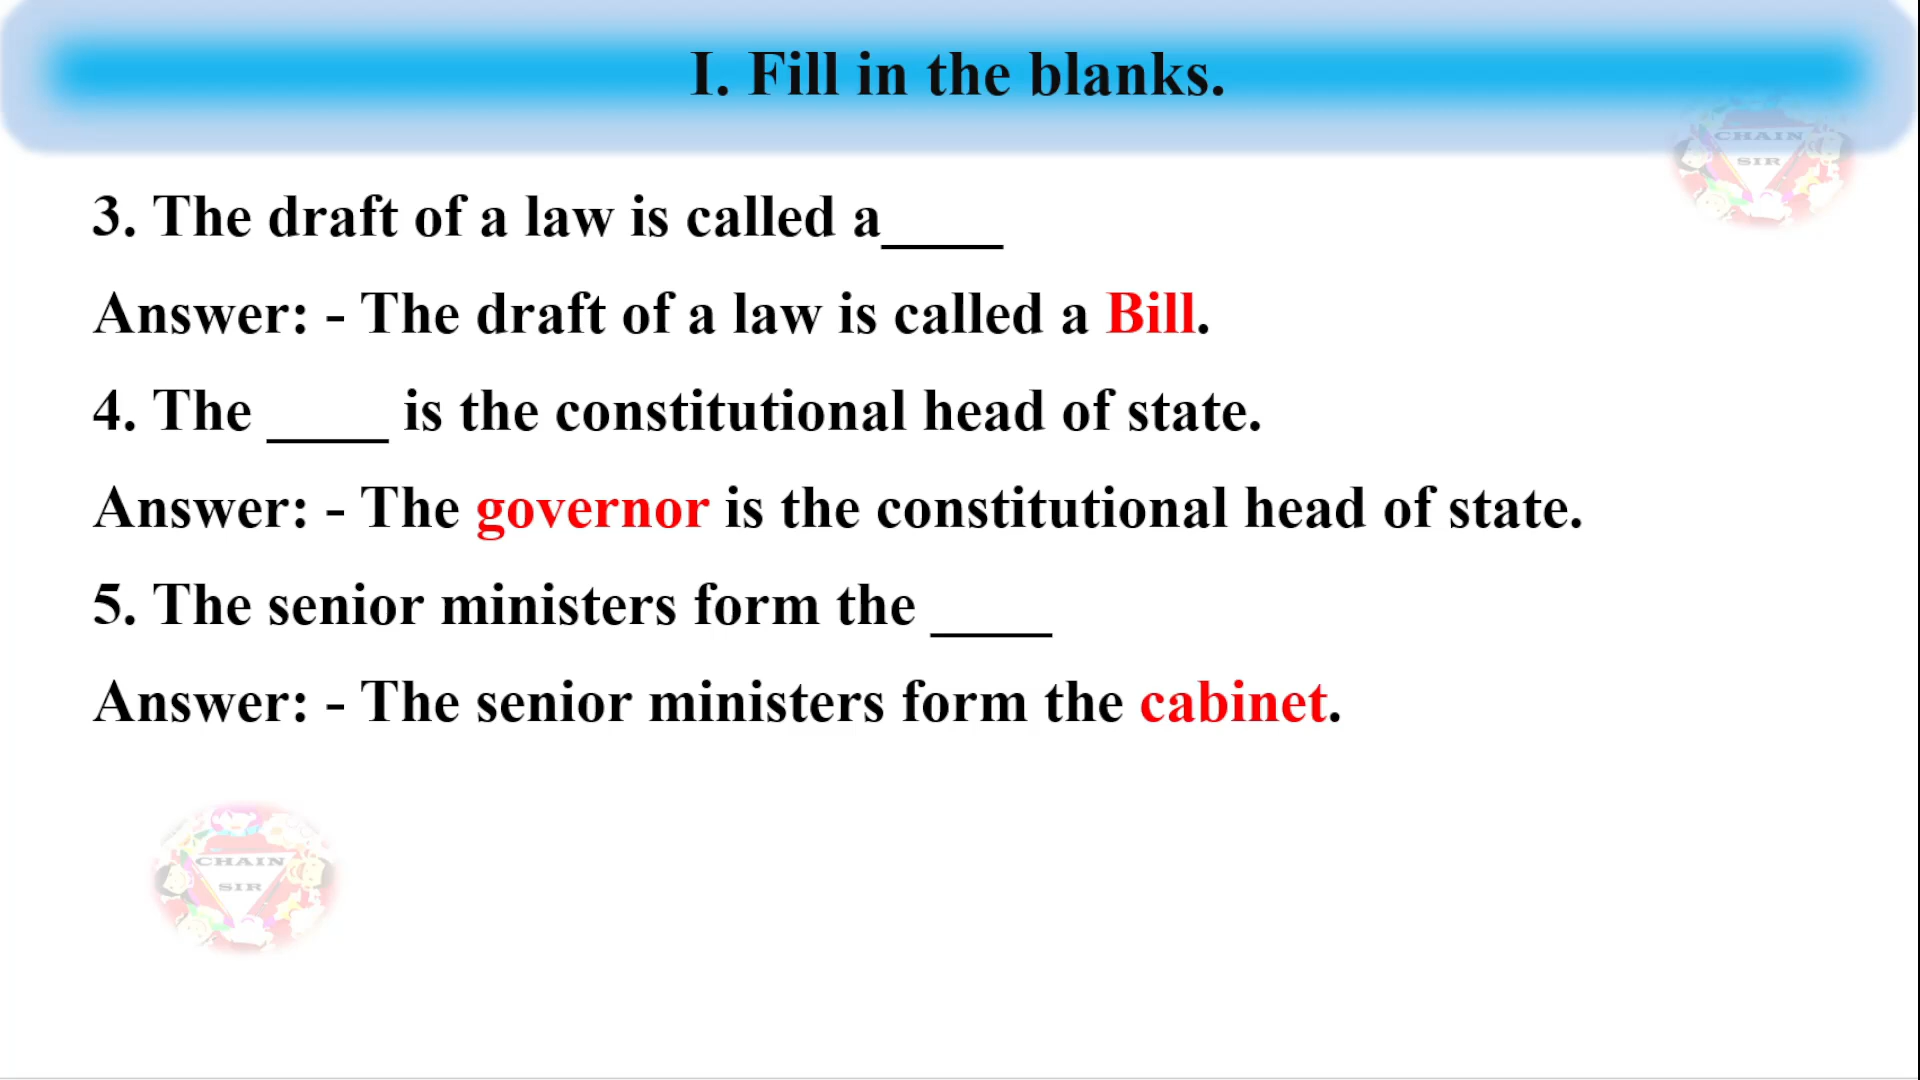 I. Fill in the blanks.
CHAIN
SIR
3. The draft of a law is called a____
Answer: - The draft of a law is called a Bill.
4. The ____ is the constitutional head of state.
Answer: - The governor is the constitutional head of state.
5. The senior ministers form the ____
Answer: - The senior ministers form the cabinet.
CHAIN
SIR